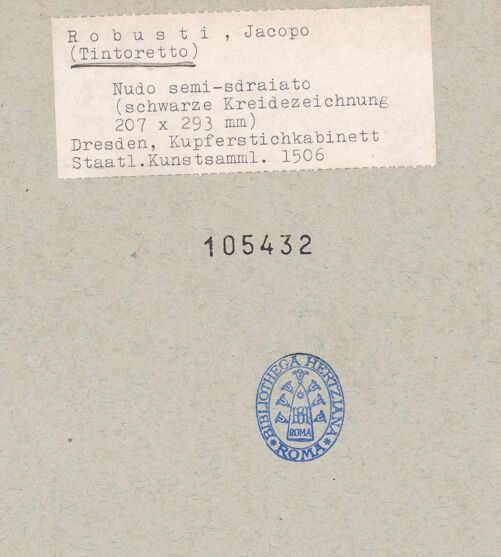 R o b u s t i , Jacopo
(Tintoretto)
Nudo semi-sdraiato
(schwarze Kreidezeichnung
207 x 293 mm)
Dresden, Kupferstichkabinett
Staatl.Kunstsamml. 1506
105432
BIBLIOTHECA HERTZIANA
BH
ROMA
* ROMA *